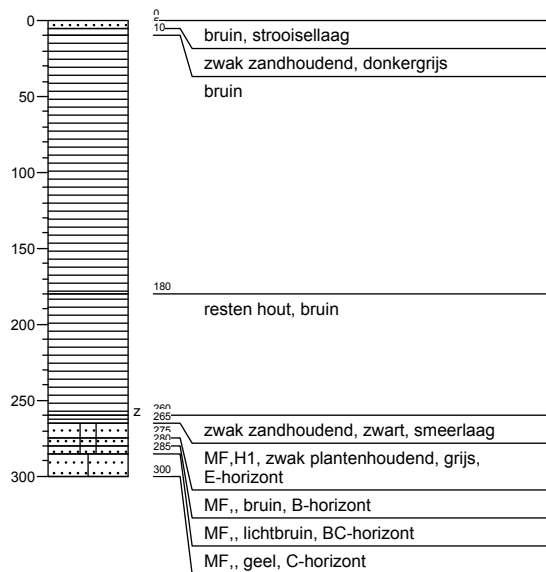 0
5
10
bruin, strooisellaag
zwak zandhoudend, donkergrijs
bruin
0
50
100
150
200
250
300
180
resten hout, bruin
z
260
265
275
280
285
300
zwak zandhoudend, zwart, smeerlaag
MF,H1, zwak plantenhoudend, grijs,
E-horizont
MF,, bruin, B-horizont
MF,, lichtbruin, BC-horizont
MF,, geel, C-horizont